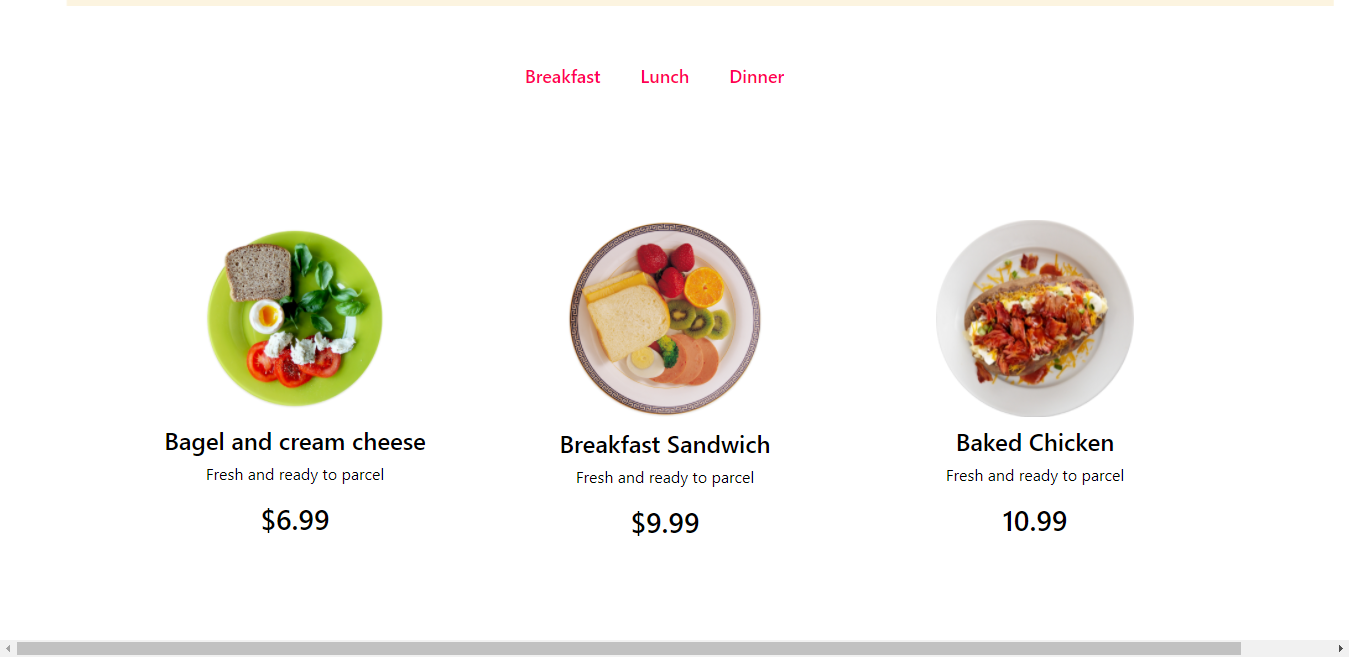 Breakfast Lunch Dinner
Bagel and cream cheese
Fresh and ready to parcel
$6.99
Breakfast Sandwich
Fresh and ready to parcel
$9.99
Baked Chicken
Fresh and ready to parcel
10.99